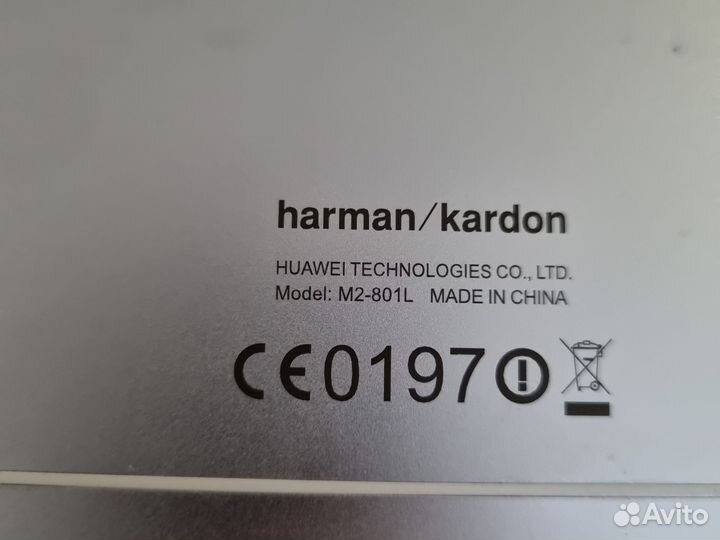 harman/kardon
HUAWEI TECHNOLOGIES CO., LTD.
Model: M2-801L MADE IN CHINA
CE0197
Avito